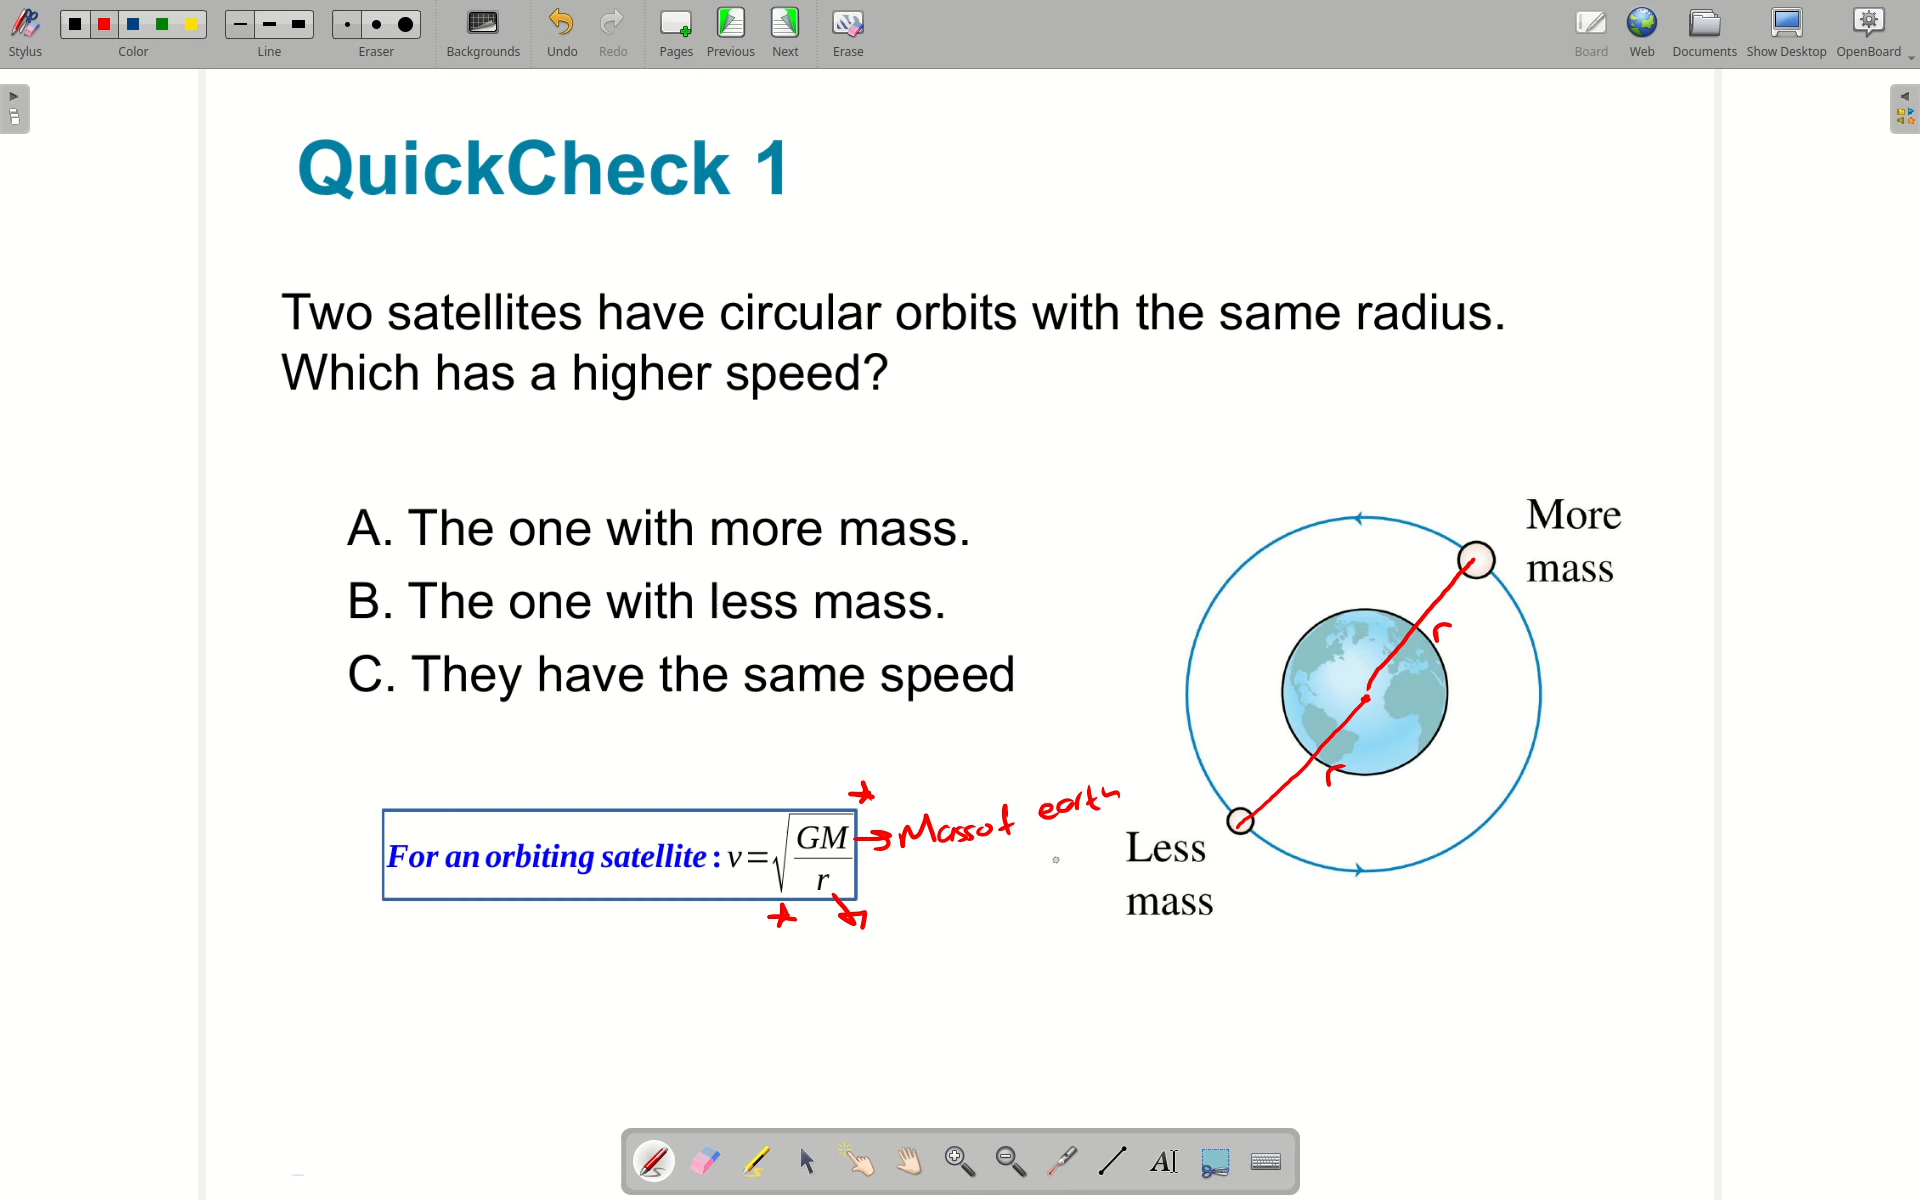 Stylus Color Line Eraser Backgrounds Undo Redo Pages Previous Next Erase Board Web Documents Show Desktop OpenBoard
QuickCheck 1
Two satellites have circular orbits with the same radius.
Which has a higher speed?
A. The one with more mass.
B. The one with less mass.
C. They have the same speed
More
mass
r
r
Less
mass
For an orbiting satellite : v = √(GM/r)
Mass of earth
AI